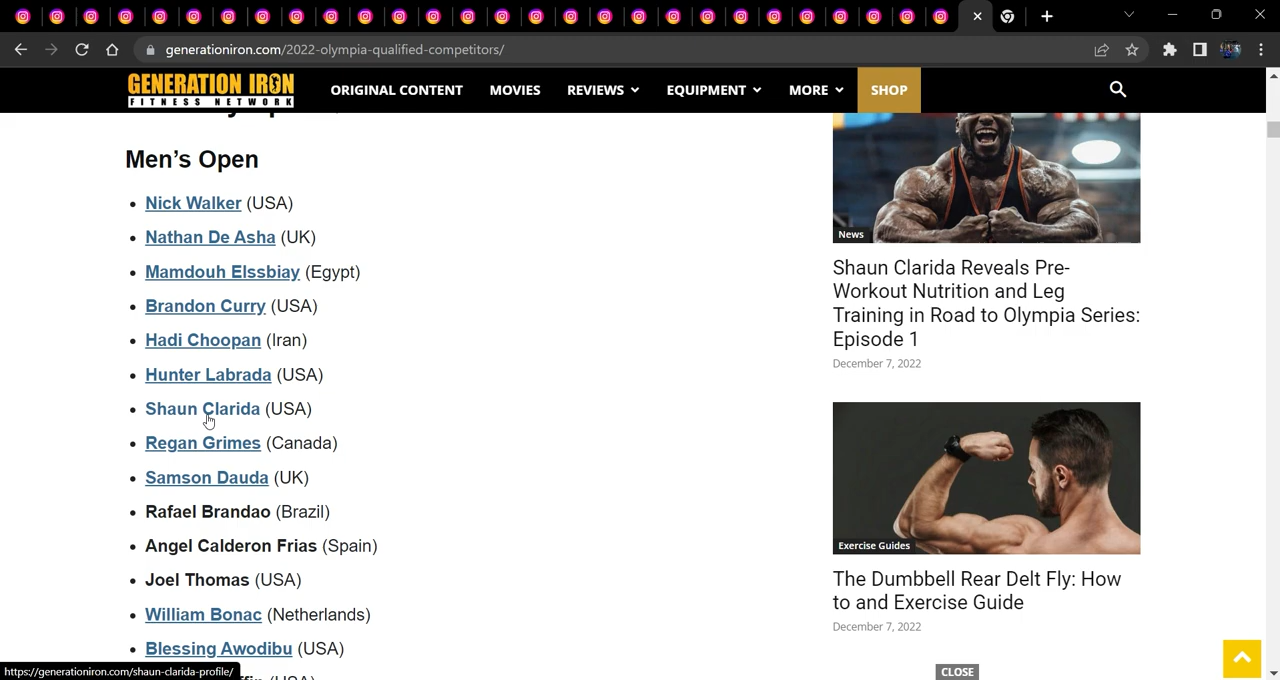 generationiron.com/2022-olympia-qualified-competitors/
GENERATION IRON
FITNESS NETWORK
ORIGINAL CONTENT
MOVIES
REVIEWS
EQUIPMENT
MORE
SHOP
Men’s Open
Nick Walker (USA)
Nathan De Asha (UK)
Mamdouh Elssbiay (Egypt)
Brandon Curry (USA)
Hadi Choopan (Iran)
Hunter Labrada (USA)
Shaun Clarida (USA)
Regan Grimes (Canada)
Samson Dauda (UK)
Rafael Brandao (Brazil)
Angel Calderon Frias (Spain)
Joel Thomas (USA)
William Bonac (Netherlands)
Blessing Awodibu (USA)
News
Shaun Clarida Reveals Pre-
Workout Nutrition and Leg
Training in Road to Olympia Series:
Episode 1
December 7, 2022
Exercise Guides
The Dumbbell Rear Delt Fly: How
to and Exercise Guide
December 7, 2022
CLOSE
https://generationiron.com/shaun-clarida-profile/